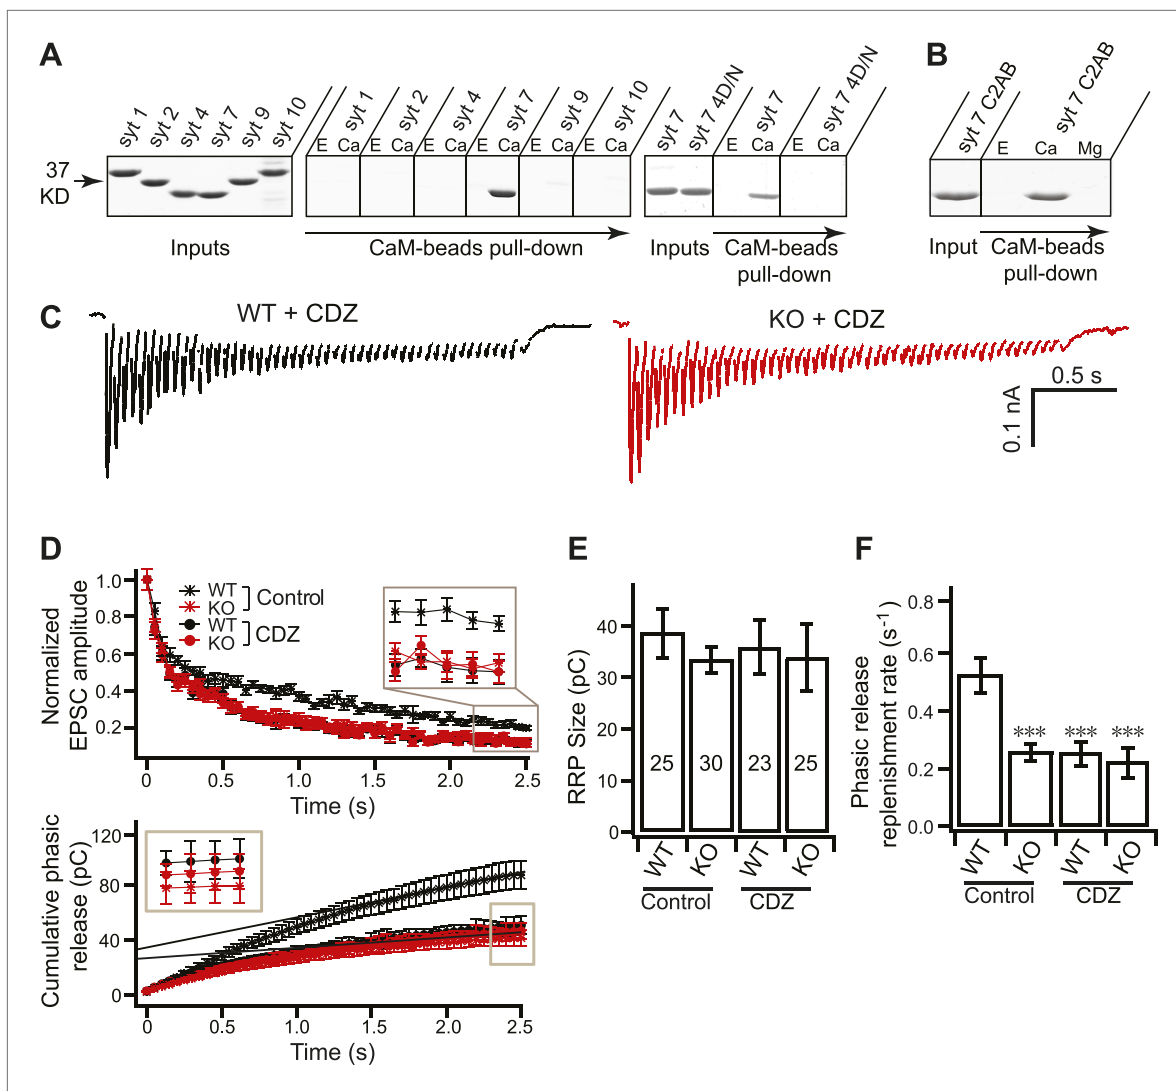 A
syt 1
syt 2
syt 4
syt 7
syt 9
syt 10
syt 1
syt 2
syt 4
syt 7
syt 9
syt 10
syt 7
syt 7 4D/N
syt 7
syt 7 4D/N
E Ca E Ca E Ca E Ca E Ca E Ca E Ca E Ca
37
KD
Inputs
CaM-beads pull-down
Inputs
CaM-beads
pull-down
B
syt 7 C2AB
syt 7 C2AB
E Ca Mg
Input
CaM-beads
pull-down
C
WT + CDZ
KO + CDZ
0.5 s
0.1 nA
D
Normalized
EPSC amplitude
1.0
0.8
0.6
0.4
0.2
WT
KO
Control
WT
KO
CDZ
0 0.5 1.0 1.5 2.0 2.5
Time (s)
Cumulative phasic
release (pC)
120
80
40
0
0 0.5 1.0 1.5 2.0 2.5
Time (s)
E
RRP Size (pC)
40
30
20
10
0
25 30 23 25
WT KO WT KO
Control CDZ
F
Phasic release
replenishment rate (s-1)
0.8
0.6
0.4
0.2
0.0
*** *** ***
WT KO WT KO
Control CDZ